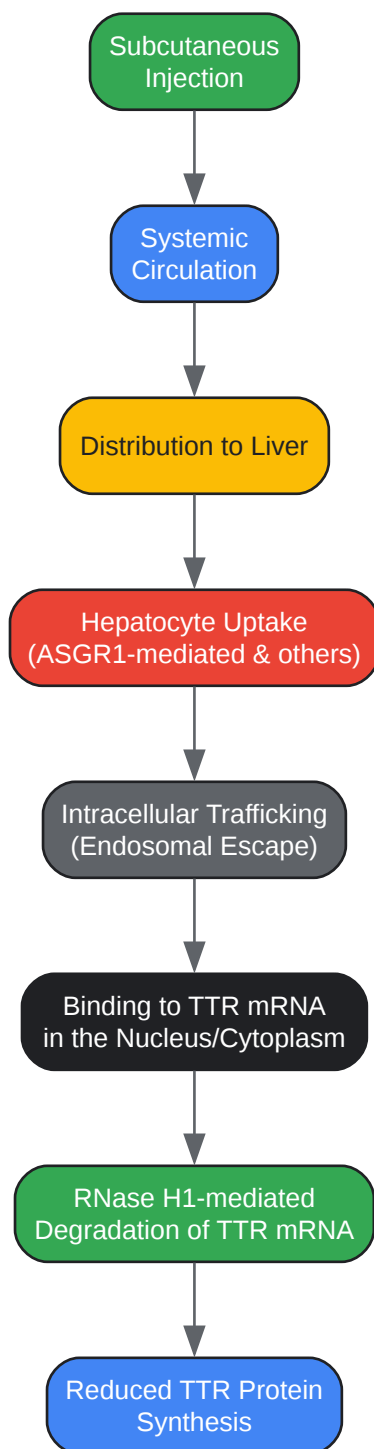 Subcutaneous
Injection
Systemic
Circulation
Distribution to Liver
Hepatocyte Uptake
(ASGR1-mediated & others)
Intracellular Trafficking
(Endosomal Escape)
Binding to TTR mRNA
in the Nucleus/Cytoplasm
RNase H1-mediated
Degradation of TTR mRNA
Reduced TTR Protein
Synthesis